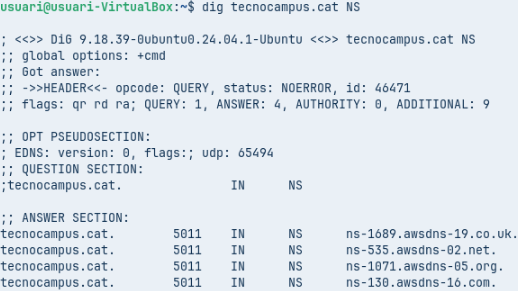 usuari@usuari-VirtualBox:~$ dig tecnocampus.cat NS

; <<>> DiG 9.18.39-0ubuntu0.24.04.1-Ubuntu <<>> tecnocampus.cat NS
;; global options: +cmd
;; Got answer:
;; ->>HEADER<<- opcode: QUERY, status: NOERROR, id: 46471
;; flags: qr rd ra; QUERY: 1, ANSWER: 4, AUTHORITY: 0, ADDITIONAL: 9

;; OPT PSEUDOSECTION:
; EDNS: version: 0, flags:; udp: 65494
;; QUESTION SECTION:
;tecnocampus.cat. IN NS

;; ANSWER SECTION:
tecnocampus.cat. 5011 IN NS ns-1689.awsdns-19.co.uk.
tecnocampus.cat. 5011 IN NS ns-535.awsdns-02.net.
tecnocampus.cat. 5011 IN NS ns-1071.awsdns-05.org.
tecnocampus.cat. 5011 IN NS ns-130.awsdns-16.com.